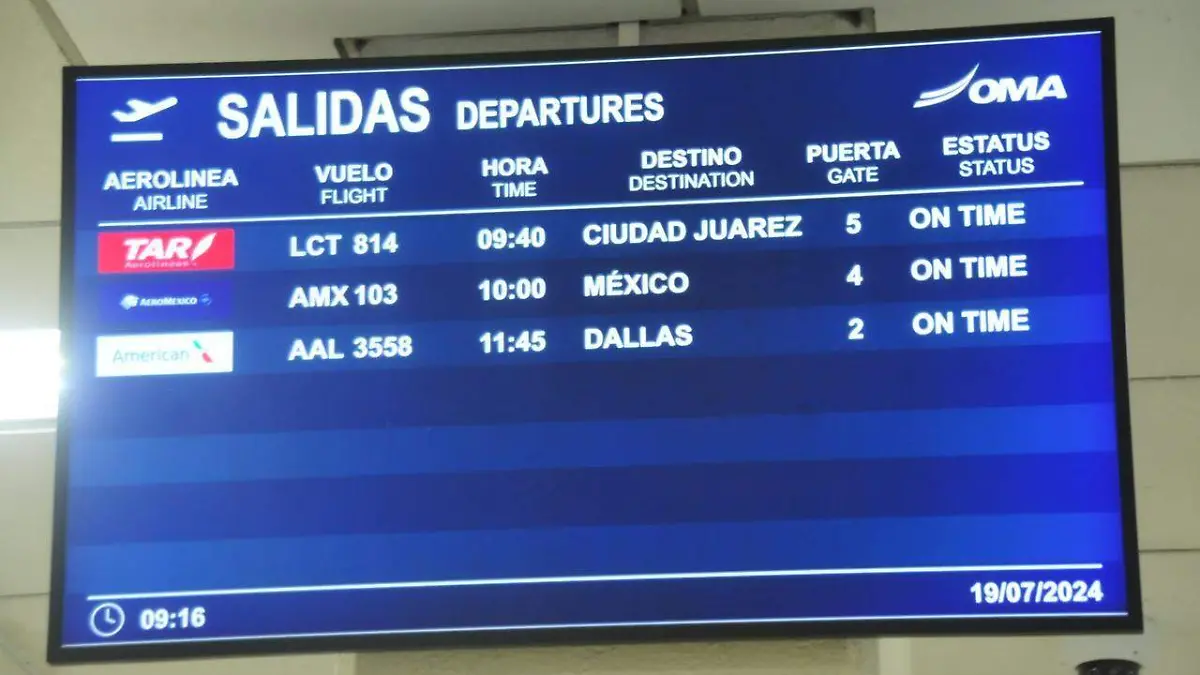 SALIDAS DEPARTURES OMA
AEROLINEA VUELO HORA DESTINO PUERTA ESTATUS
AIRLINE FLIGHT TIME DESTINATION GATE STATUS
TAR Aerolineas LCT 814 09:40 CIUDAD JUAREZ 5 ON TIME
AEROMEXICO AMX 103 10:00 MÉXICO 4 ON TIME
American AAL 3558 11:45 DALLAS 2 ON TIME
09:16 19/07/2024